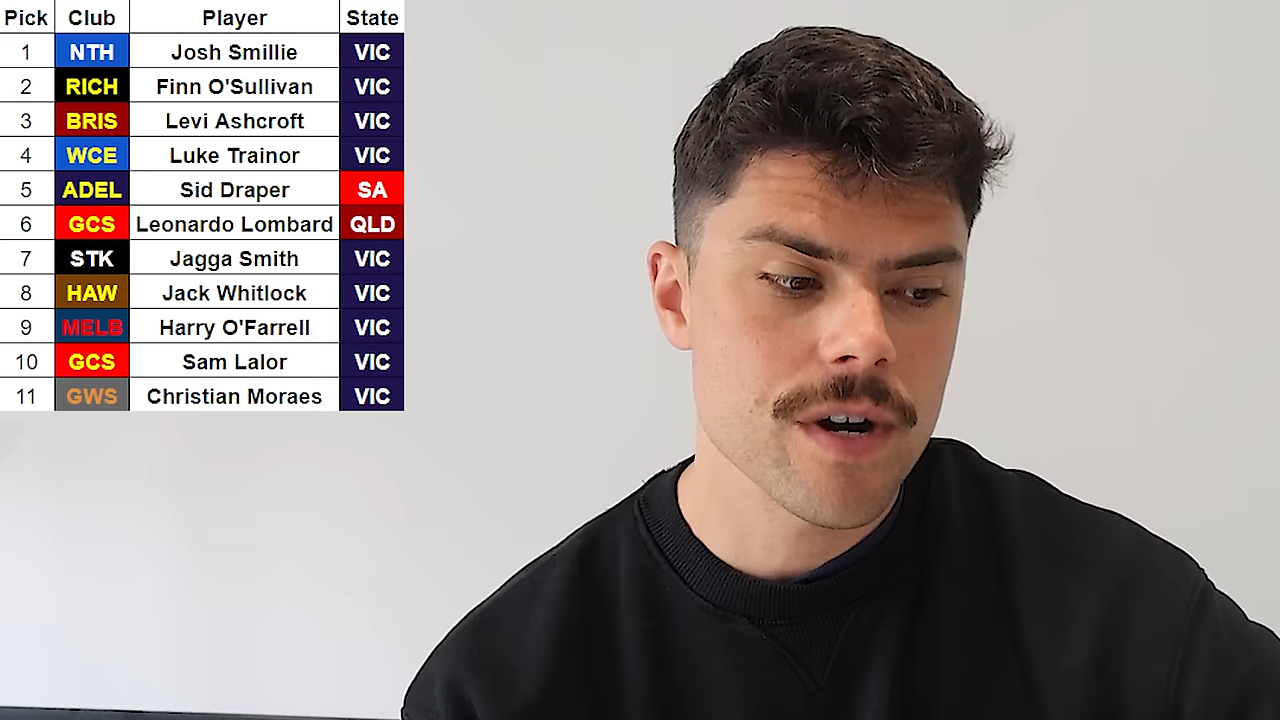 Pick Club Player State
1 NTH Josh Smillie VIC
2 RICH Finn O'Sullivan VIC
3 BRIS Levi Ashcroft VIC
4 WCE Luke Trainor VIC
5 ADEL Sid Draper SA
6 GCS Leonardo Lombard QLD
7 STK Jagga Smith VIC
8 HAW Jack Whitlock VIC
9 MELB Harry O'Farrell VIC
10 GCS Sam Lalor VIC
11 GWS Christian Moraes VIC